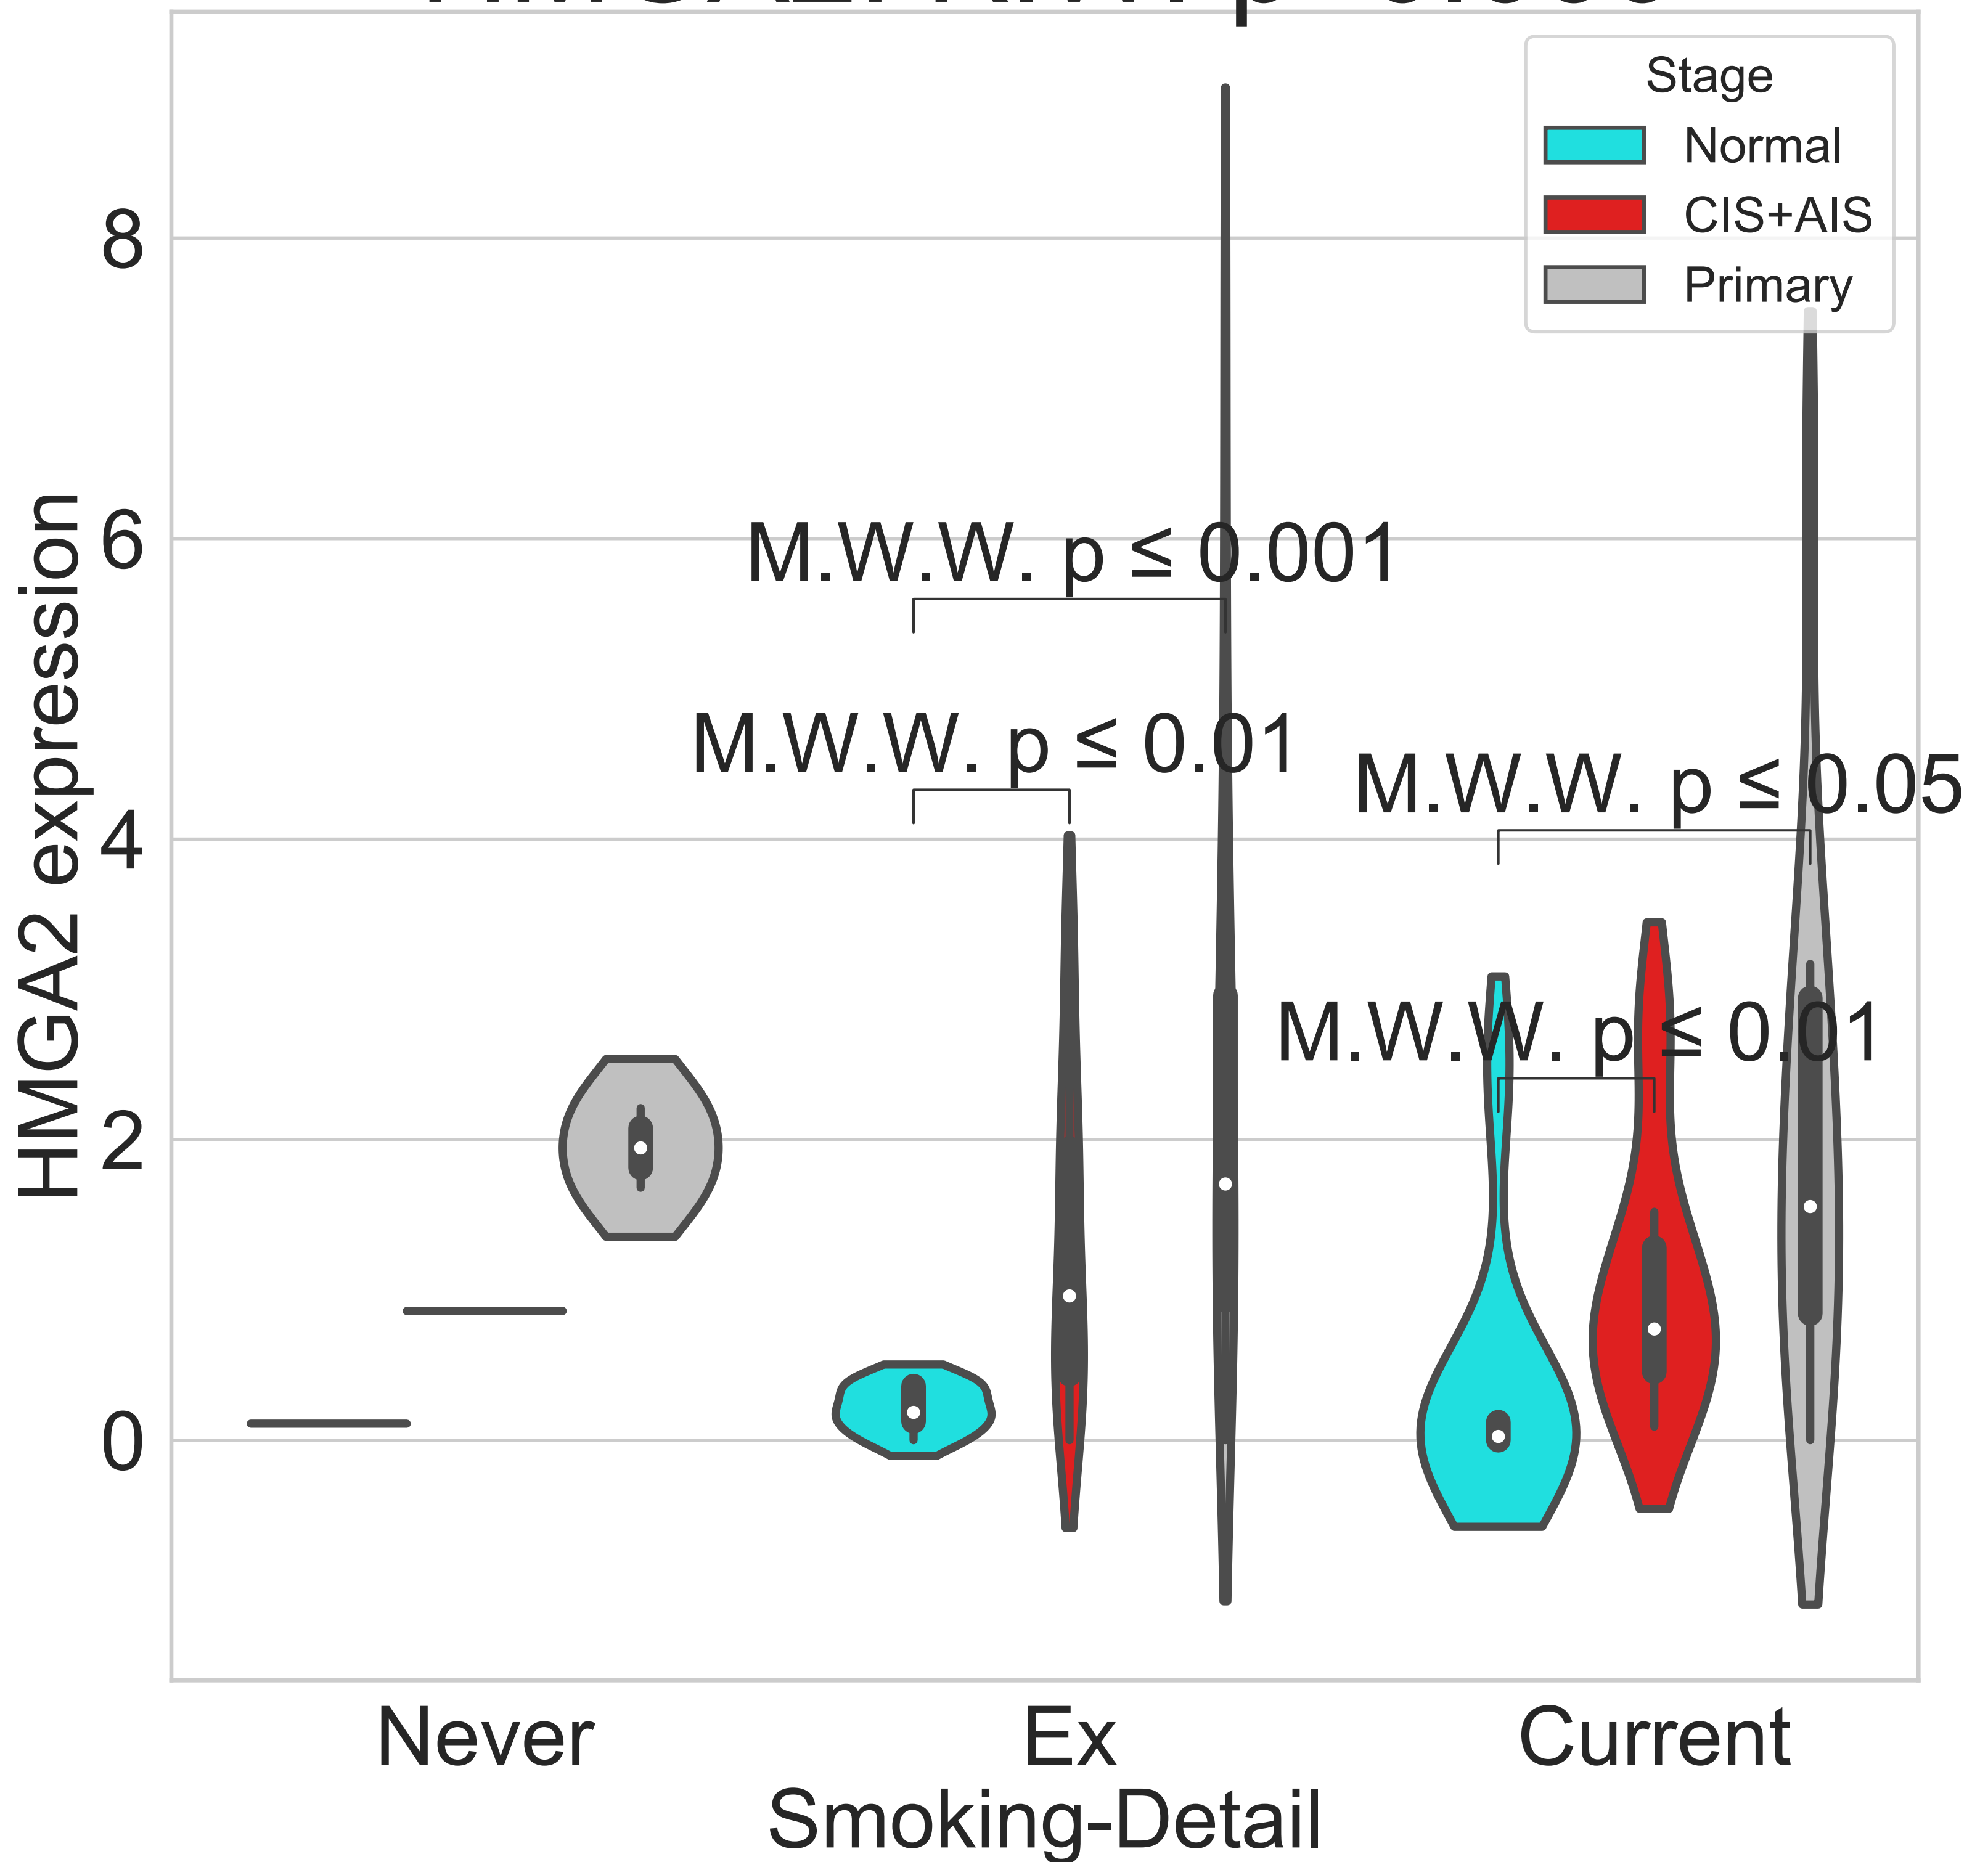 Stage
Normal
CIS+AIS
Primary
8
6
4
2
0
HMGA2 expression
M.W.W. p ≤ 0.001
M.W.W. p ≤ 0.01
M.W.W. p ≤ 0.05
M.W.W. p ≤ 0.01
Never
Ex
Current
Smoking-Detail